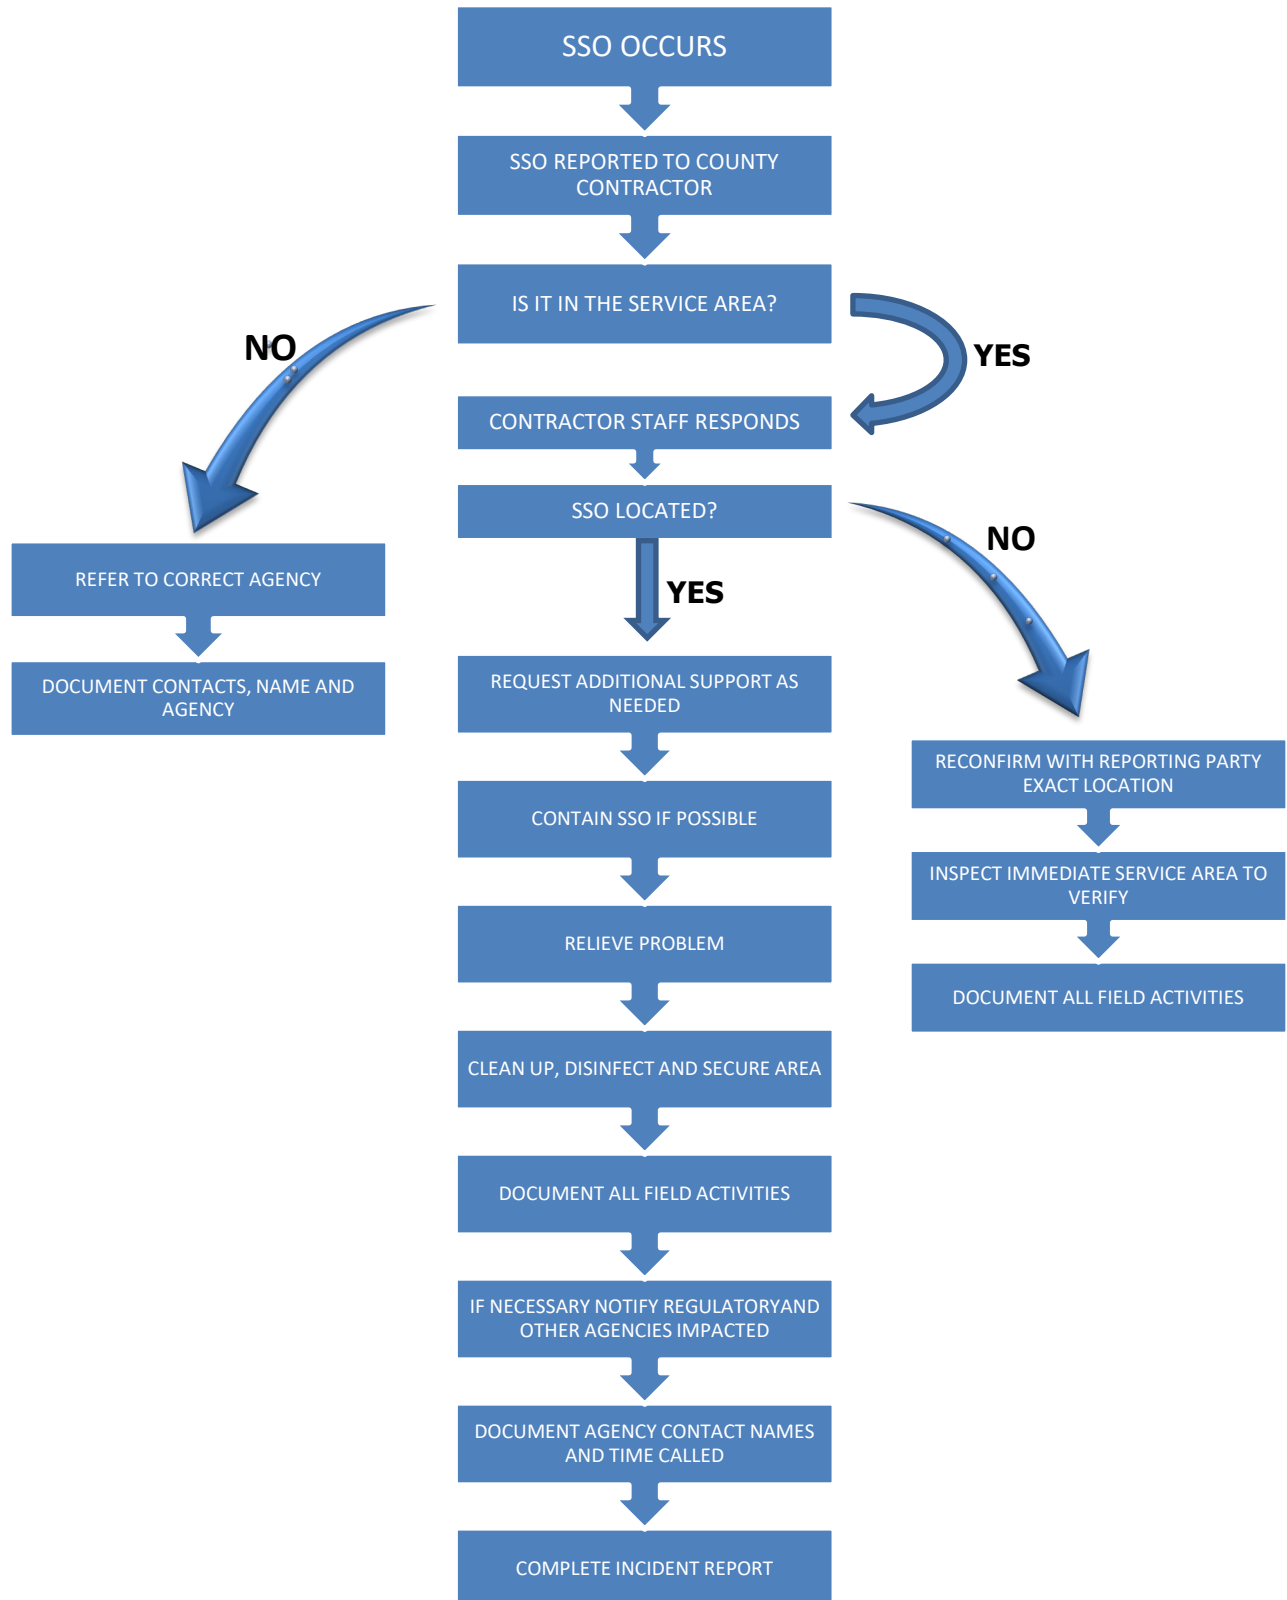 SSO OCCURS
SSO REPORTED TO COUNTY
CONTRACTOR
IS IT IN THE SERVICE AREA?
NO
YES
CONTRACTOR STAFF RESPONDS
SSO LOCATED?
NO
YES
REFER TO CORRECT AGENCY
DOCUMENT CONTACTS, NAME AND
AGENCY
REQUEST ADDITIONAL SUPPORT AS
NEEDED
RECONFIRM WITH REPORTING PARTY
EXACT LOCATION
CONTAIN SSO IF POSSIBLE
INSPECT IMMEDIATE SERVICE AREA TO
VERIFY
RELIEVE PROBLEM
DOCUMENT ALL FIELD ACTIVITIES
CLEAN UP, DISINFECT AND SECURE AREA
DOCUMENT ALL FIELD ACTIVITIES
IF NECESSARY NOTIFY REGULATORYAND
OTHER AGENCIES IMPACTED
DOCUMENT AGENCY CONTACT NAMES
AND TIME CALLED
COMPLETE INCIDENT REPORT